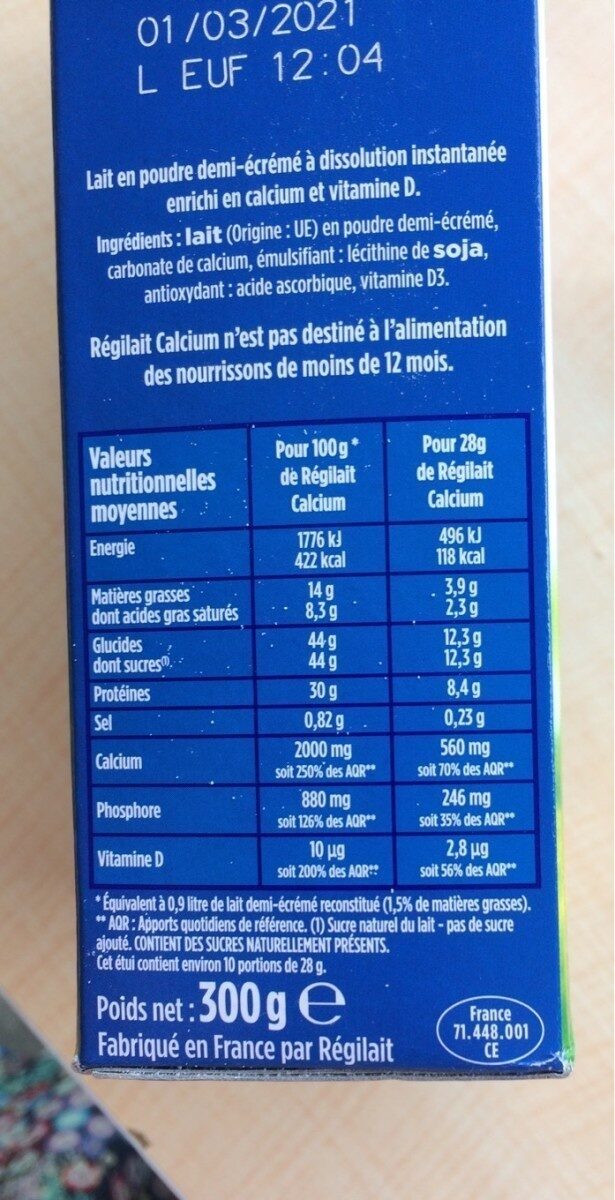 01/03/2021
L EUF 12:04
Lait en poudre demi-écrémé à dissolution instantanée
enrichi en calcium et vitamine D.
Ingrédients : lait (Origine : UE) en poudre demi-écrémé,
carbonate de calcium, émulsifiant : lécithine de soja,
antioxydant : acide ascorbique, vitamine D3.
Régilait Calcium n'est pas destiné à l'alimentation
des nourrissons de moins de 12 mois.
Valeurs
nutritionnelles
moyennes
Pour 100g*
de Régilait
Calcium
Pour 28g
de Régilait
Calcium
Energie
1776 kJ
422 kcal
496 kJ
118 kcal
Matières grasses
dont acides gras saturés
14 g
8,3 g
3,9 g
2,3 g
Glucides
dont sucres(1)
44 g
44 g
12,3 g
12,3 g
Protéines
30 g
8,4 g
Sel
0,82 g
0,23 g
Calcium
2000 mg
soit 250% des AQR**
560 mg
soit 70% des AQR**
Phosphore
880 mg
soit 126% des AQR**
246 mg
soit 35% des AQR**
Vitamine D
10 µg
soit 200% des AQR**
2,8 µg
soit 56% des AQR**
* Équivalent à 0,9 litre de lait demi-écrémé reconstitué (1,5% de matières grasses).
** AQR : Apports quotidiens de référence. (1) Sucre naturel du lait - pas de sucre
ajouté. CONTIENT DES SUCRES NATURELLEMENT PRÉSENTS.
Cet étui contient environ 10 portions de 28 g.
Poids net : 300 g e
Fabriqué en France par Régilait
France
71.448.001
CE